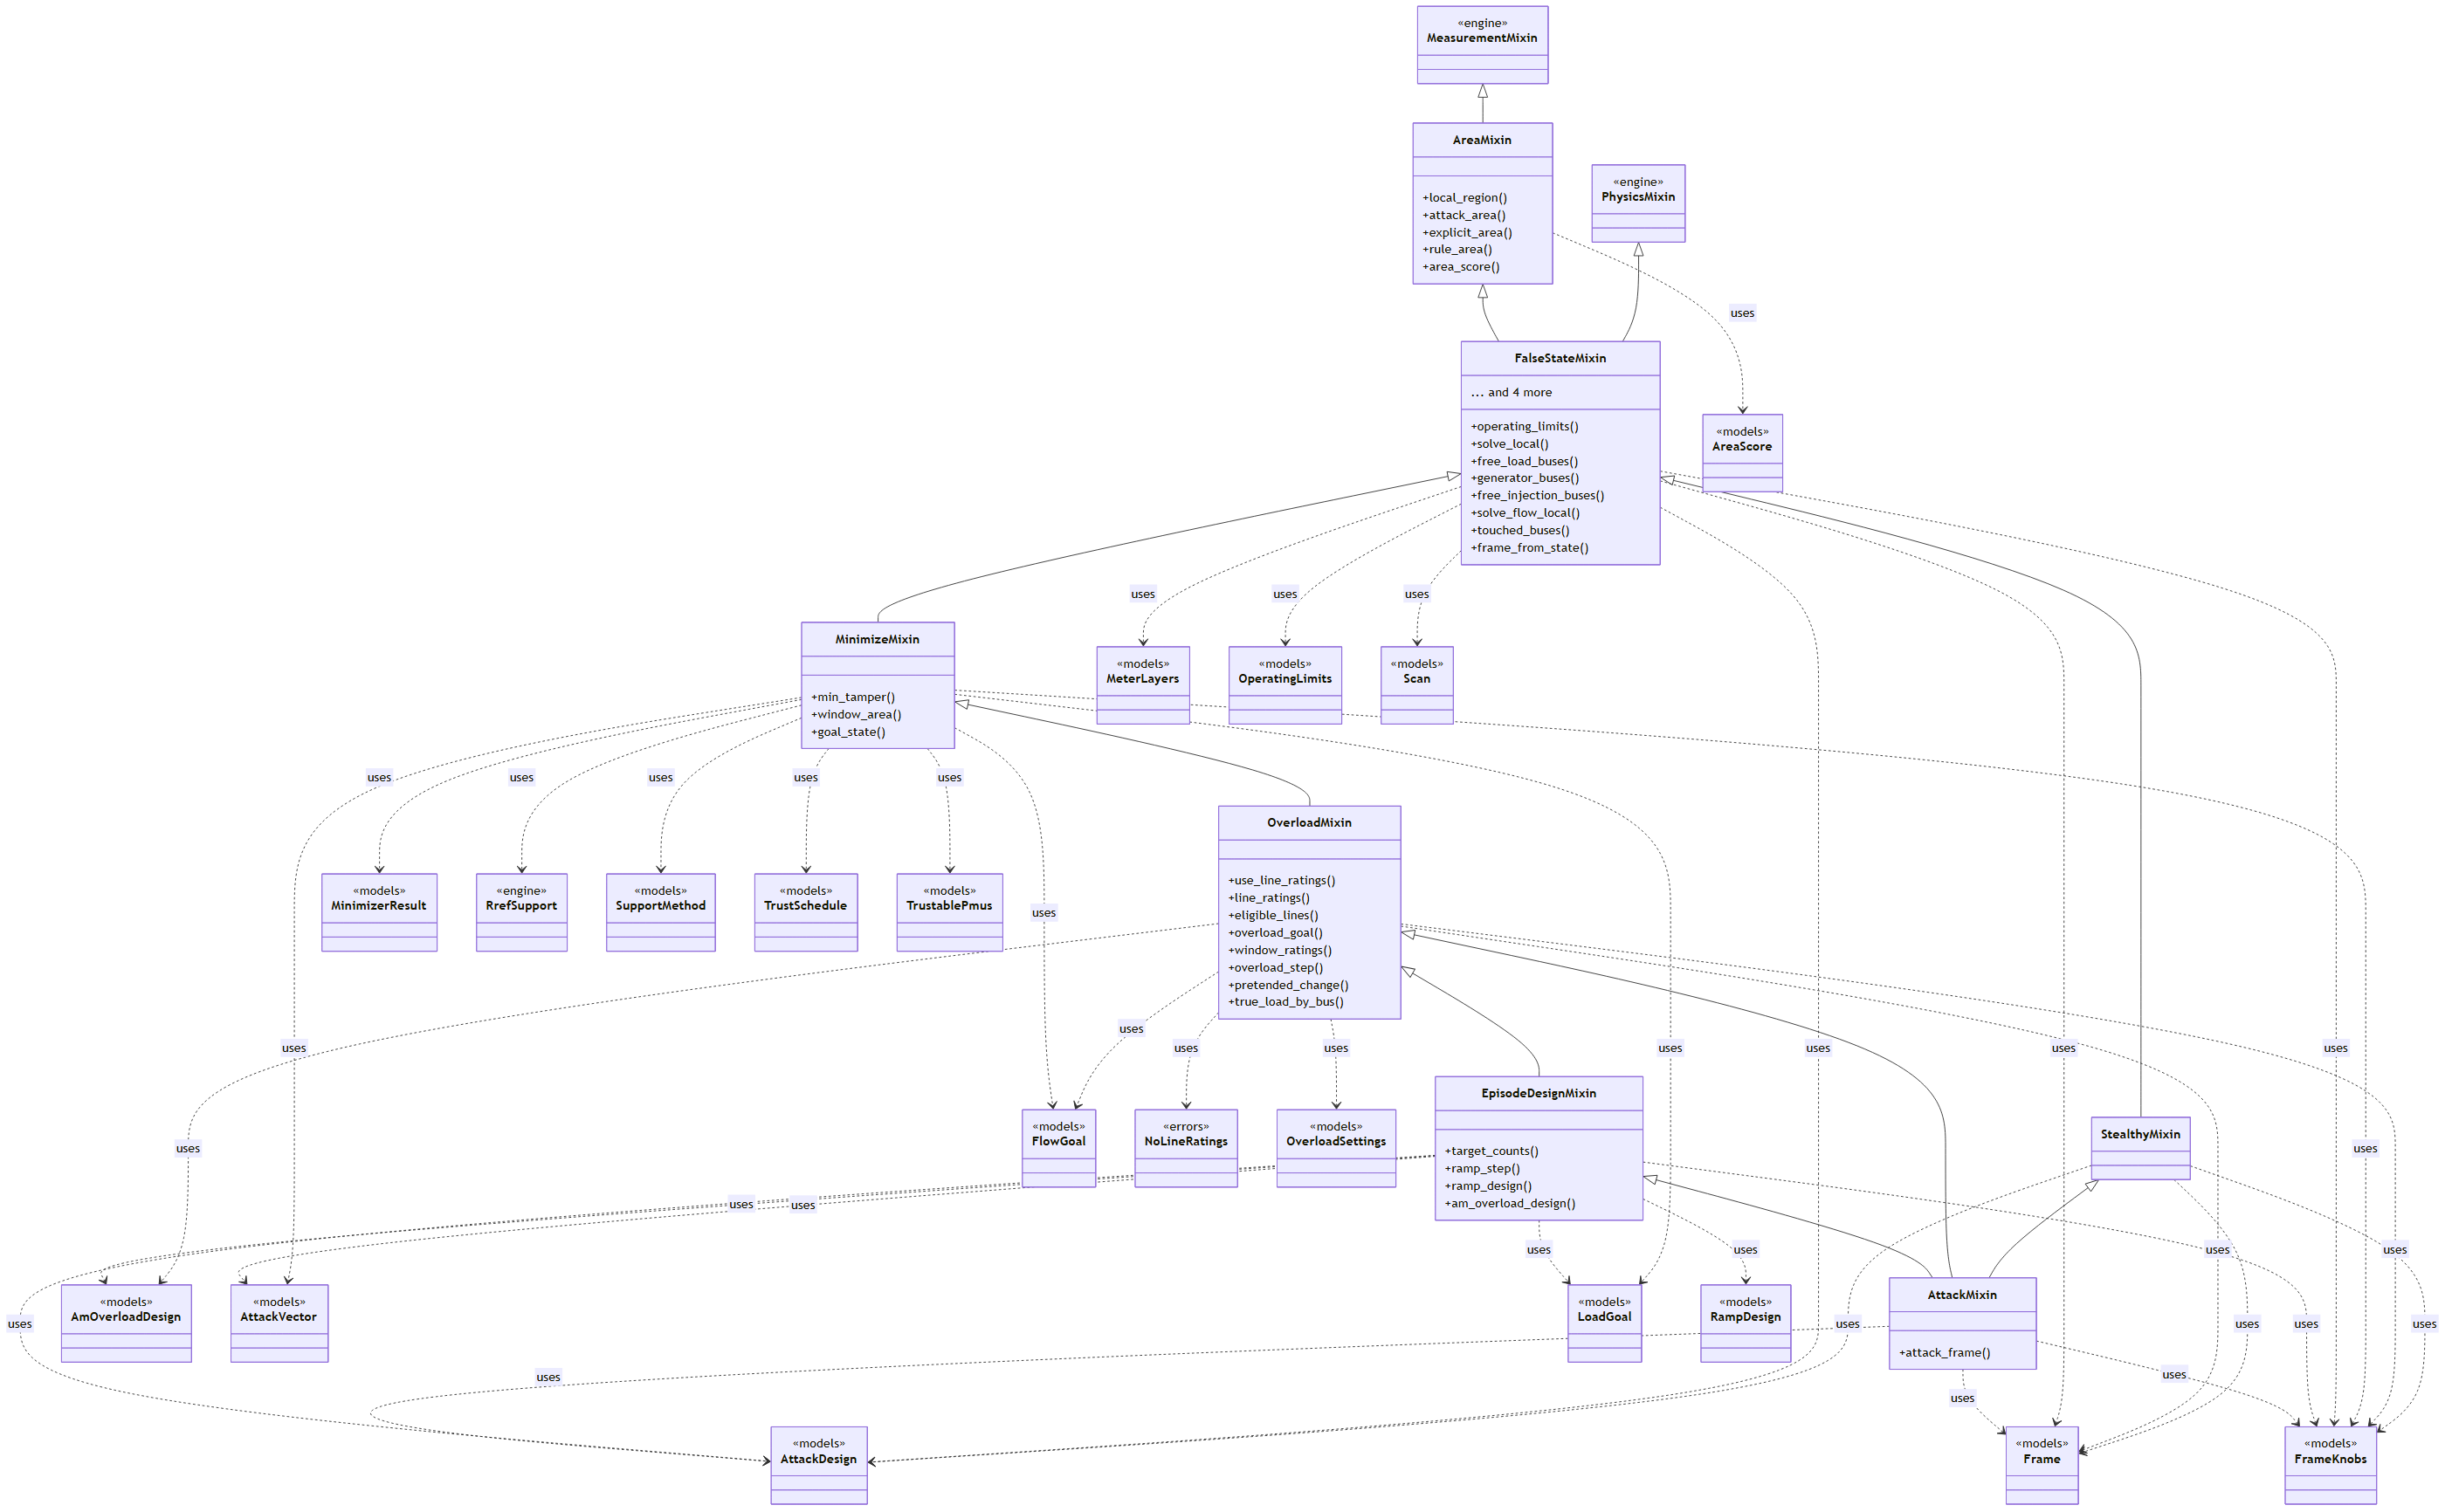 «engine»
MeasurementMixin
AreaMixin
+local_region()
+attack_area()
+explicit_area()
+rule_area()
+area_score()
«engine»
PhysicsMixin
uses
FalseStateMixin
... and 4 more
+operating_limits()
+solve_local()
+free_load_buses()
+generator_buses()
+free_injection_buses()
+solve_flow_local()
+touched_buses()
+frame_from_state()
«models»
AreaScore
uses
uses
uses
MinimizeMixin
+min_tamper()
+window_area()
+goal_state()
«models»
MeterLayers
«models»
OperatingLimits
«models»
Scan
uses
uses
uses
uses
uses
OverloadMixin
+use_line_ratings()
+line_ratings()
+eligible_lines()
+overload_goal()
+window_ratings()
+overload_step()
+pretended_change()
+true_load_by_bus()
«models»
MinimizerResult
«engine»
RrefSupport
«models»
SupportMethod
«models»
TrustSchedule
«models»
TrustablePmus
uses
uses
uses
uses
uses
uses
uses
uses
uses
EpisodeDesignMixin
+target_counts()
+ramp_step()
+ramp_design()
+am_overload_design()
«models»
FlowGoal
«errors»
NoLineRatings
«models»
OverloadSettings
StealthyMixin
uses
uses
uses
uses
uses
uses
uses
uses
«models»
AmOverloadDesign
«models»
AttackVector
«models»
LoadGoal
«models»
RampDesign
AttackMixin
+attack_frame()
uses
uses
uses
uses
uses
uses
uses
uses
«models»
AttackDesign
«models»
Frame
«models»
FrameKnobs